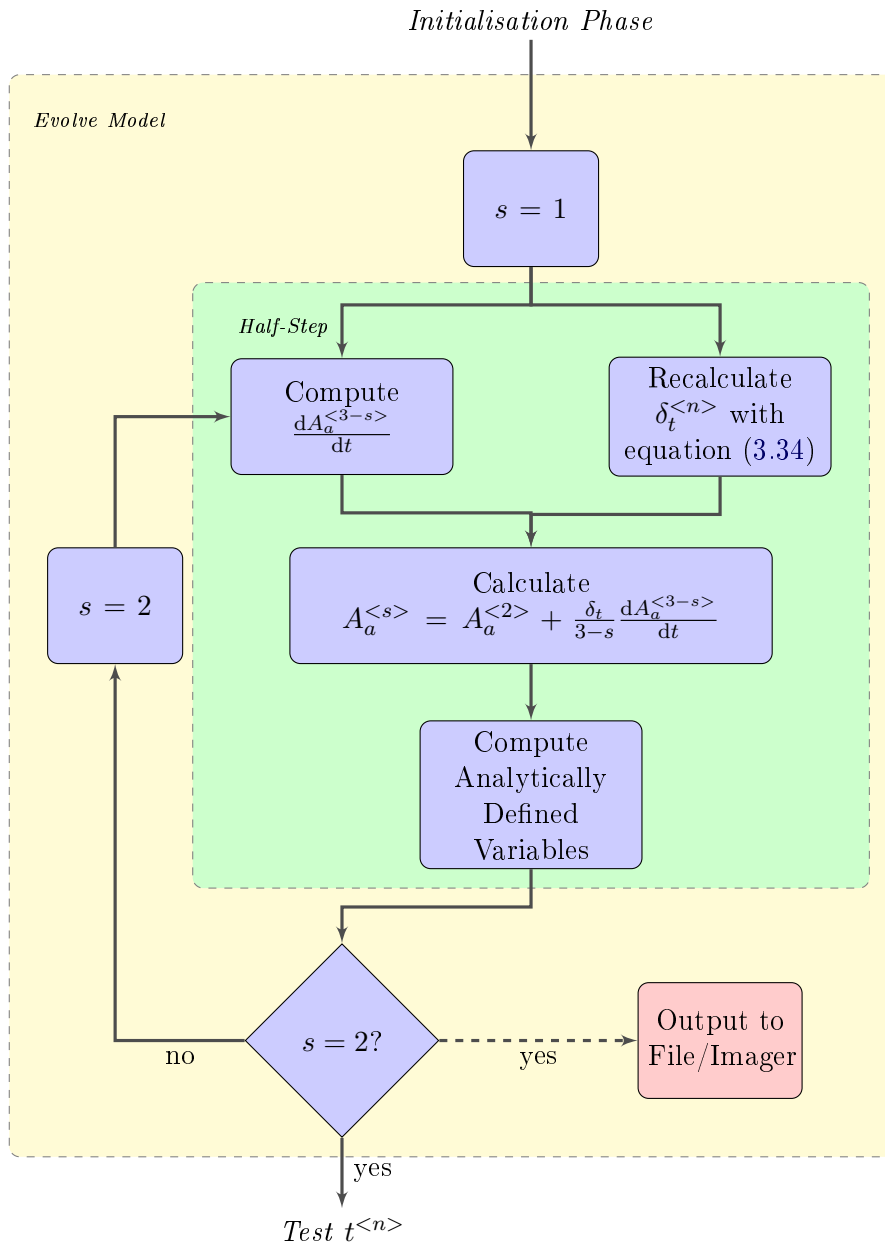 Initialisation Phase
Evolve Model
s = 1
Half-Step
Compute
dA_a^{<3−s>}/dt
Recalculate
δ_t^{<n>} with
equation (3.34)
s = 2
Calculate
A_a^{<s>} = A_a^{<2>} + δ_t/(3−s) dA_a^{<3−s>}/dt
Compute
Analytically
Defined
Variables
s = 2?
no
yes
Output to
File/Imager
yes
Test t^{<n>}